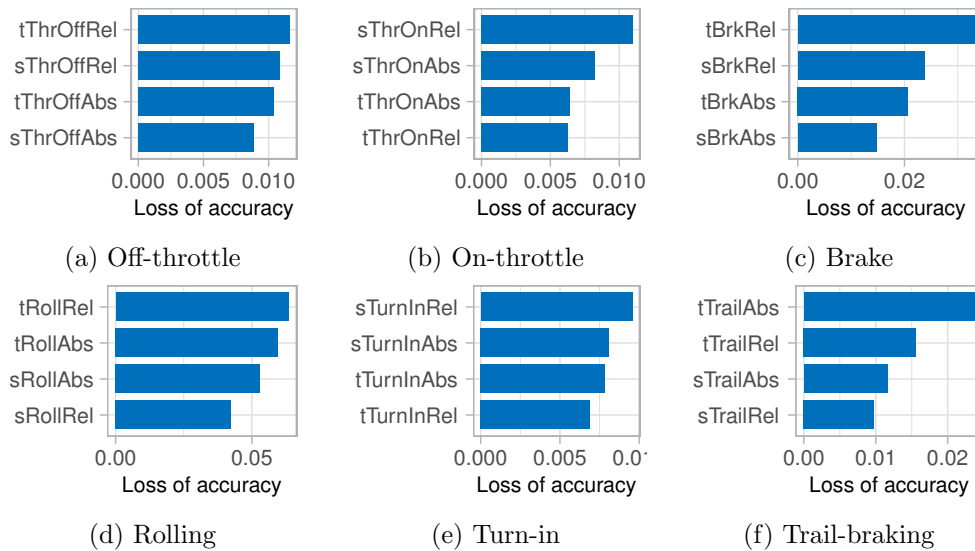 tThrOffRel
sThrOffRel
tThrOffAbs
sThrOffAbs
0.000 0.005 0.010
Loss of accuracy
(a) Off-throttle
sThrOnRel
sThrOnAbs
tThrOnAbs
tThrOnRel
0.000 0.005 0.010
Loss of accuracy
(b) On-throttle
tBrkRel
sBrkRel
tBrkAbs
sBrkAbs
0.00 0.02
Loss of accuracy
(c) Brake
tRollRel
tRollAbs
sRollAbs
sRollRel
0.00 0.05
Loss of accuracy
(d) Rolling
sTurnInRel
sTurnInAbs
tTurnInAbs
tTurnInRel
0.000 0.005 0.01
Loss of accuracy
(e) Turn-in
tTrailAbs
tTrailRel
sTrailAbs
sTrailRel
0.00 0.01 0.02
Loss of accuracy
(f) Trail-braking